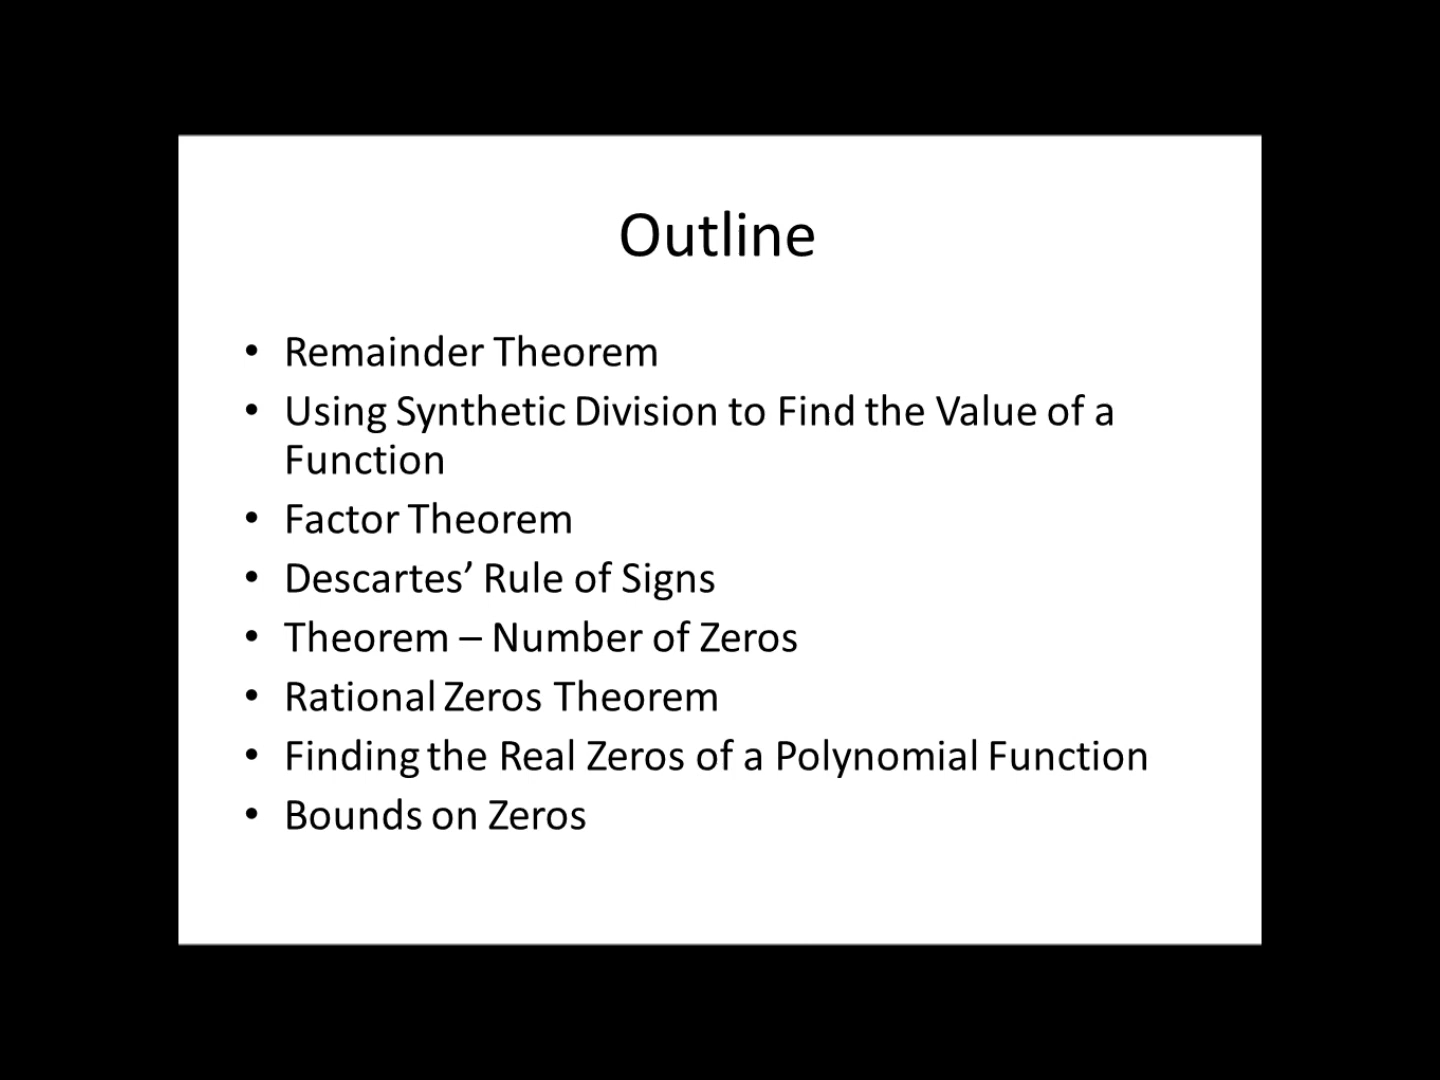 Outline
• Remainder Theorem
• Using Synthetic Division to Find the Value of a
Function
• Factor Theorem
• Descartes’ Rule of Signs
• Theorem – Number of Zeros
• Rational Zeros Theorem
• Finding the Real Zeros of a Polynomial Function
• Bounds on Zeros